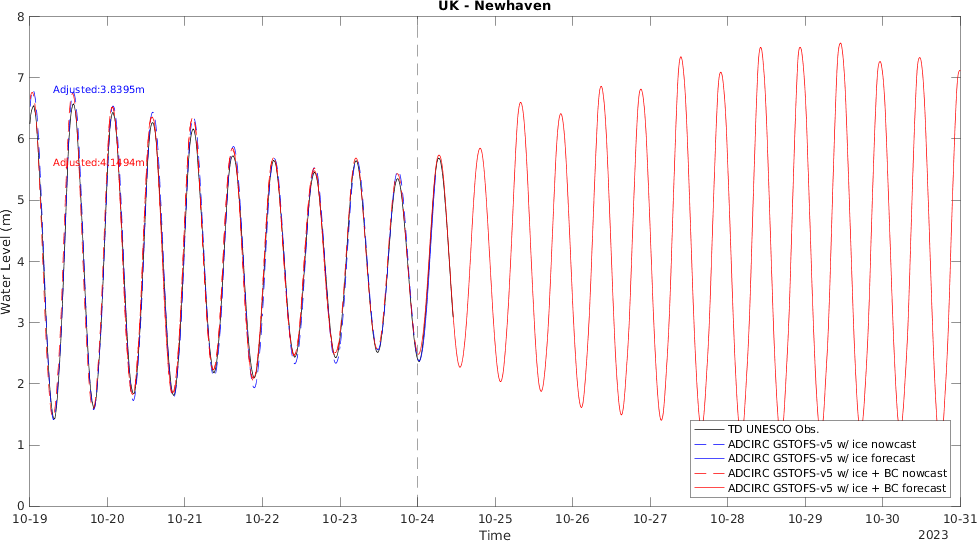 UK - Newhaven
8
7
6
5
4
3
2
1
0
Water Level (m)
Adjusted:3.8395m
Adjusted:4.1494m
TD UNESCO Obs.
ADCIRC GSTOFS-v5 w/ ice nowcast
ADCIRC GSTOFS-v5 w/ ice forecast
ADCIRC GSTOFS-v5 w/ ice + BC nowcast
ADCIRC GSTOFS-v5 w/ ice + BC forecast
10-19 10-20 10-21 10-22 10-23 10-24 10-25 10-26 10-27 10-28 10-29 10-30 10-31
Time
2023